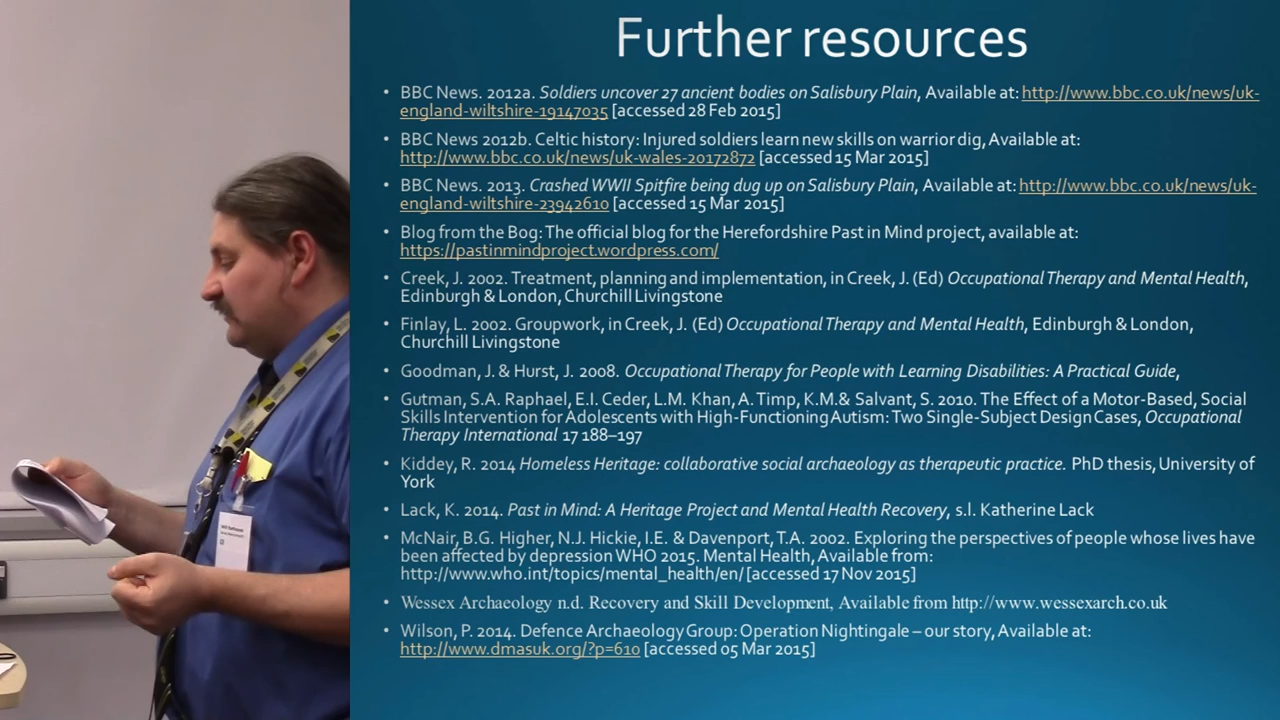 Further resources
• BBC News. 2012a. Soldiers uncover 27 ancient bodies on Salisbury Plain, Available at: http://www.bbc.co.uk/news/uk-
england-wiltshire-19147035 [accessed 28 Feb 2015]
• BBC News 2012b. Celtic history: Injured soldiers learn new skills on warrior dig, Available at:
http://www.bbc.co.uk/news/uk-wales-20172872 [accessed 15 Mar 2015]
• BBC News. 2013. Crashed WWII Spitfire being dug up on Salisbury Plain, Available at: http://www.bbc.co.uk/news/uk-
england-wiltshire-23942610 [accessed 15 Mar 2015]
• Blog from the Bog: The official blog for the Herefordshire Past in Mind project, available at:
https://pastinmindproject.wordpress.com/
• Creek, J. 2002. Treatment, planning and implementation, in Creek, J. (Ed) Occupational Therapy and Mental Health,
Edinburgh & London, Churchill Livingstone
• Finlay, L. 2002. Groupwork, in Creek, J. (Ed) Occupational Therapy and Mental Health, Edinburgh & London,
Churchill Livingstone
• Goodman, J. & Hurst, J. 2008. Occupational Therapy for People with Learning Disabilities: A Practical Guide,
• Gutman, S.A. Raphael, E.I. Ceder, L.M. Khan, A. Timp, K.M.& Salvant, S. 2010. The Effect of a Motor-Based, Social
Skills Intervention for Adolescents with High-Functioning Autism: Two Single-Subject Design Cases, Occupational
Therapy International 17 188–197
• Kiddey, R. 2014 Homeless Heritage: collaborative social archaeology as therapeutic practice. PhD thesis, University of
York
• Lack, K. 2014. Past in Mind: A Heritage Project and Mental Health Recovery, s.l. Katherine Lack
• McNair, B.G. Higher, N.J. Hickie, I.E. & Davenport, T.A. 2002. Exploring the perspectives of people whose lives have
been affected by depression WHO 2015. Mental Health, Available from:
http://www.who.int/topics/mental_health/en/ [accessed 17 Nov 2015]
• Wessex Archaeology n.d. Recovery and Skill Development, Available from http://www.wessexarch.co.uk
• Wilson, P. 2014. Defence Archaeology Group: Operation Nightingale – our story, Available at:
http://www.dmasuk.org/?p=610 [accessed 05 Mar 2015]